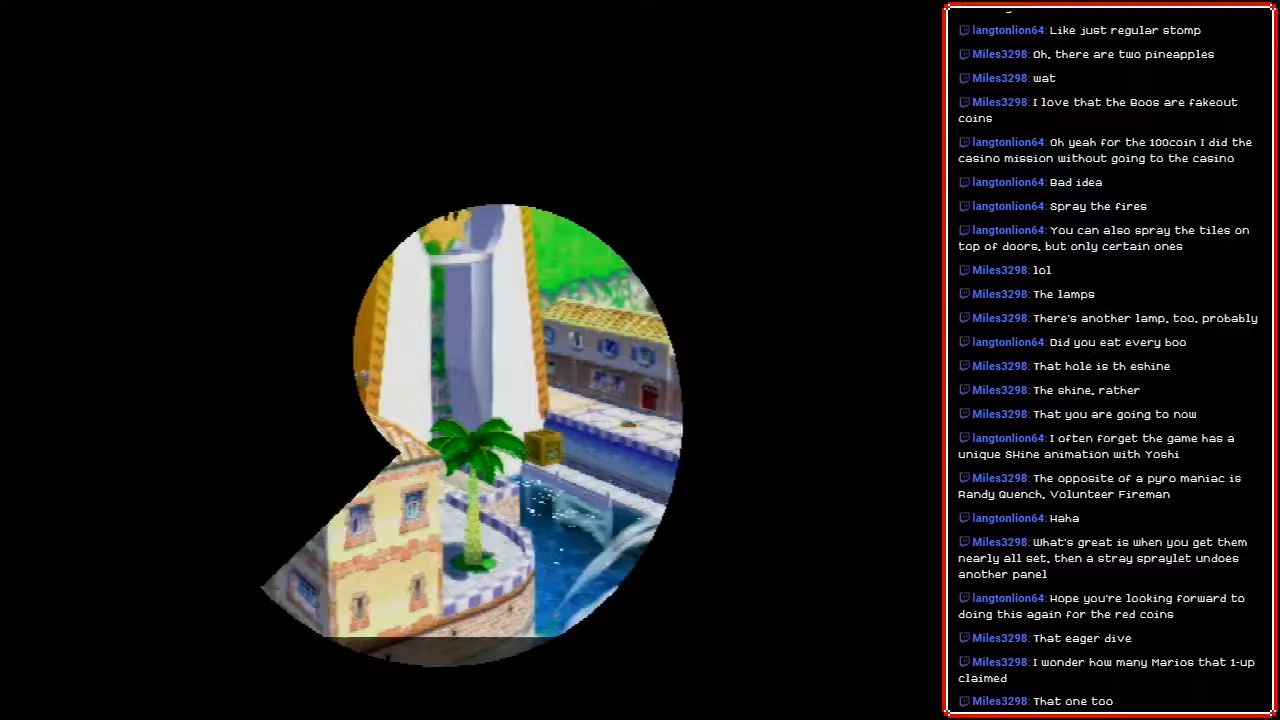 langtonlion64: Like just regular stomp
Miles3298: Oh, there are two pineapples
Miles3298: wat
Miles3298: I love that the Boos are fakeout
coins
langtonlion64: Oh yeah for the 100coin I did the
casino mission without going to the casino
langtonlion64: Bad idea
langtonlion64: Spray the fires
langtonlion64: You can also spray the tiles on
top of doors, but only certain ones
Miles3298: lol
Miles3298: The lamps
Miles3298: There's another lamp, too, probably
langtonlion64: Did you eat every boo
Miles3298: That hole is th eshine
Miles3298: The shine, rather
Miles3298: That you are going to now
langtonlion64: I often forget the game has a
unique SHine animation with Yoshi
Miles3298: The opposite of a pyro maniac is
Randy Quench, Volunteer Fireman
langtonlion64: Haha
Miles3298: What's great is when you get them
nearly all set, then a stray spraylet undoes
another panel
langtonlion64: Hope you're looking forward to
doing this again for the red coins
Miles3298: That eager dive
Miles3298: I wonder how many Marios that 1-up
claimed
Miles3298: That one too